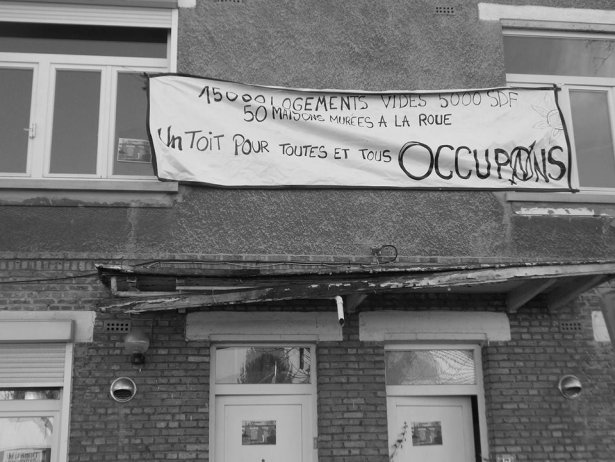 15000 LOGEMENTS VIDES 5000 SDF
50 MAISONS MURÉES A LA ROUE
Un TOIT POUR TOUTES ET TOUS OCCUPONS